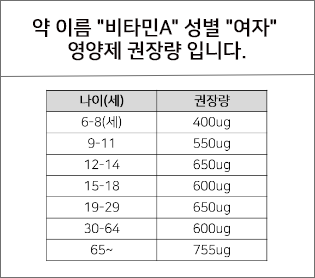 약 이름 "비타민A" 성별 "여자"
영양제 권장량 입니다.
나이(세) 권장량
6-8(세) 400ug
9-11 550ug
12-14 650ug
15-18 600ug
19-29 650ug
30-64 600ug
65~ 755ug